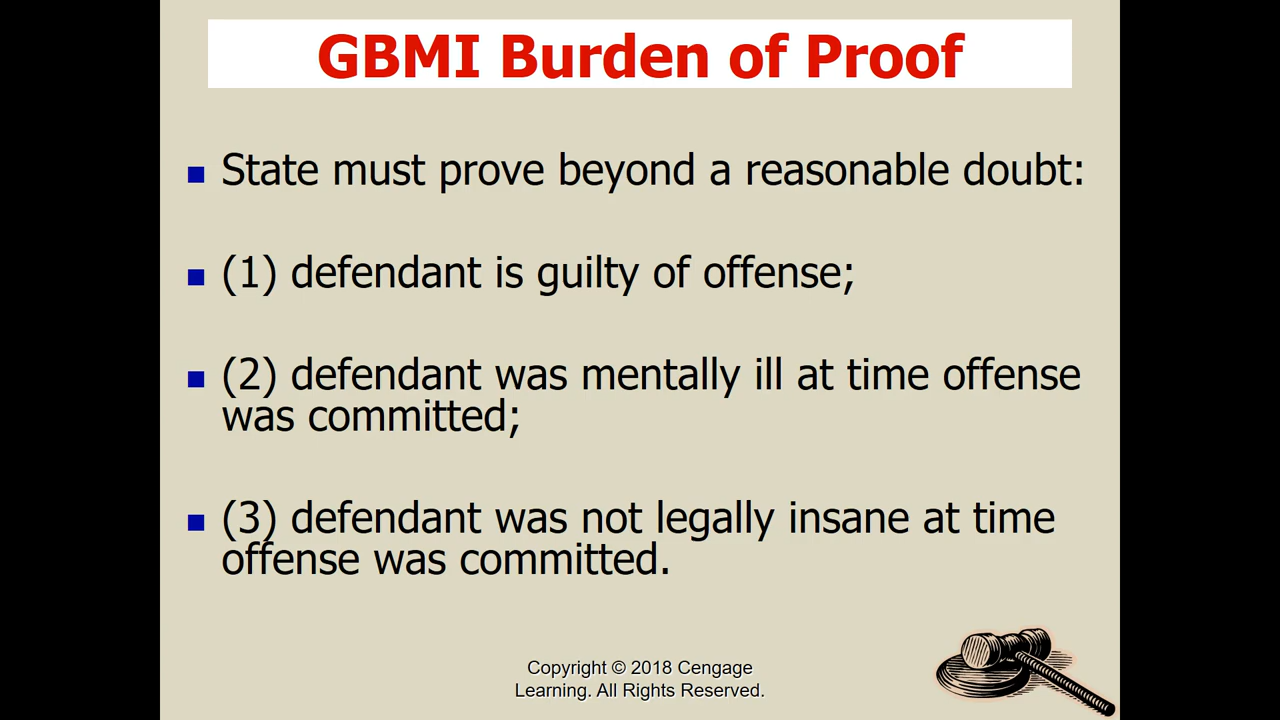 GBMI Burden of Proof
State must prove beyond a reasonable doubt:
(1) defendant is guilty of offense;
(2) defendant was mentally ill at time offense
was committed;
(3) defendant was not legally insane at time
offense was committed.
Copyright © 2018 Cengage
Learning. All Rights Reserved.